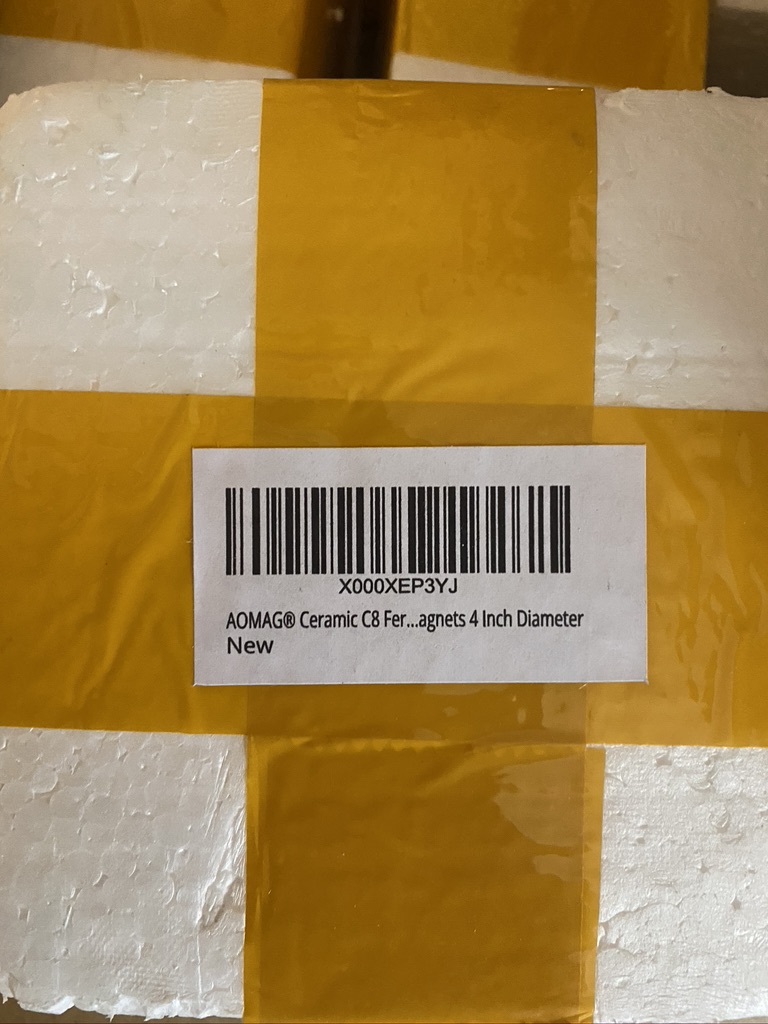 X000XEP3YJ
AOMAG® Ceramic C8 Fer...agnets 4 Inch Diameter
New